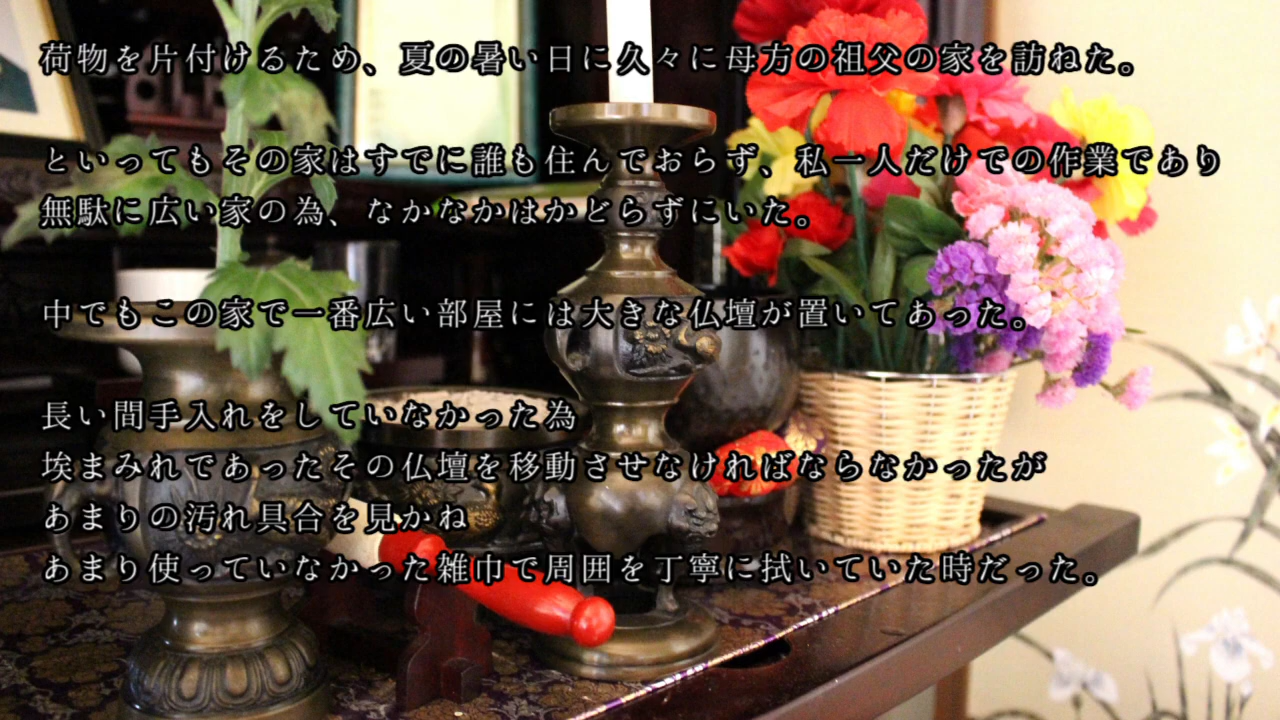 荷物を片付けるため、夏の暑い日に久々に母方の祖父の家を訪ねた。
といってもその家はすでに誰も住んでおらず、私一人だけでの作業であり
無駄に広い家の為、なかなかはかどらずにいた。
中でもこの家で一番広い部屋には大きな仏壇が置いてあった。
長い間手入れをしていなかった為
埃まみれであったその仏壇を移動させなければならなかったが
あまりの汚れ具合を見かね
あまり使っていなかった雑巾で周囲を丁寧に拭いていた時だった。